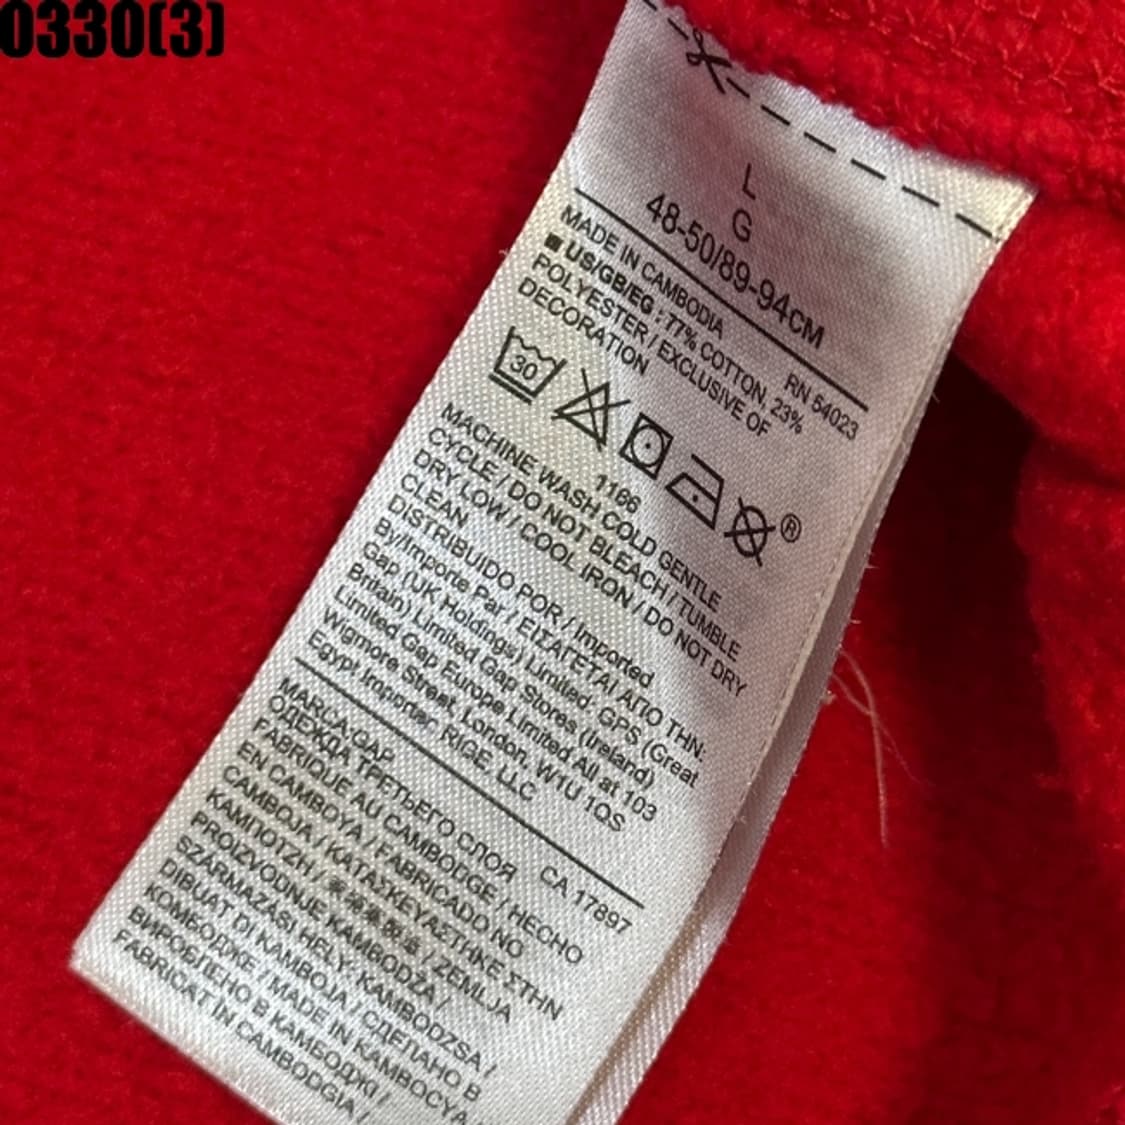 0330(3)
L
G
48-50/89-94CM
MADE IN CAMBODIA RN 54023
■ US/GB/EG : 77% COTTON, 23%
POLYESTER / EXCLUSIVE OF
DECORATION
30
®
1166
MACHINE WASH COLD GENTLE
CYCLE / DO NOT BLEACH / TUMBLE
DRY LOW / COOL IRON / DO NOT DRY
CLEAN
DISTRIBUIDO POR / Imported
By/Importe Par / ΕΙΣΑΓΕΤΑΙ ΑΠΟ ΤΗΝ:
Gap (UK Holdings) Limited; GPS (Great
Britain) Limited Gap Stores (Ireland)
Limited Gap Europe Limited All at 103
Wigmore Street, London, W1U 1QS
Egypt Importer: RIGE, LLC
MARCA:GAP CA 17897
ОДЕЖДА ТРЕТЬЕГО СЛОЯ
FABRIQUE AU CAMBODGE / HECHO
EN CAMBOYA / FABRICADO NO
CAMBOJA / ΚΑΤΑΣΚΕΥΑΣΤΗΚΕ ΣΤΗΝ
ΚΑΜΠΟΤΖΗ / / ZEMLJA
PROIZVODNJE KAMBODŽA /
SZÁRMAZÁSI HELY: KAMBODZSA /
DIBUAT DI KAMBOJA / СДЕЛАНО В
КОМБОДЖЕ / MADE IN KAMBOCYA /
ВИРОБЛЕНО В КАМБОДЖІ /
FABRICAT ÎN CAMBODGIA /